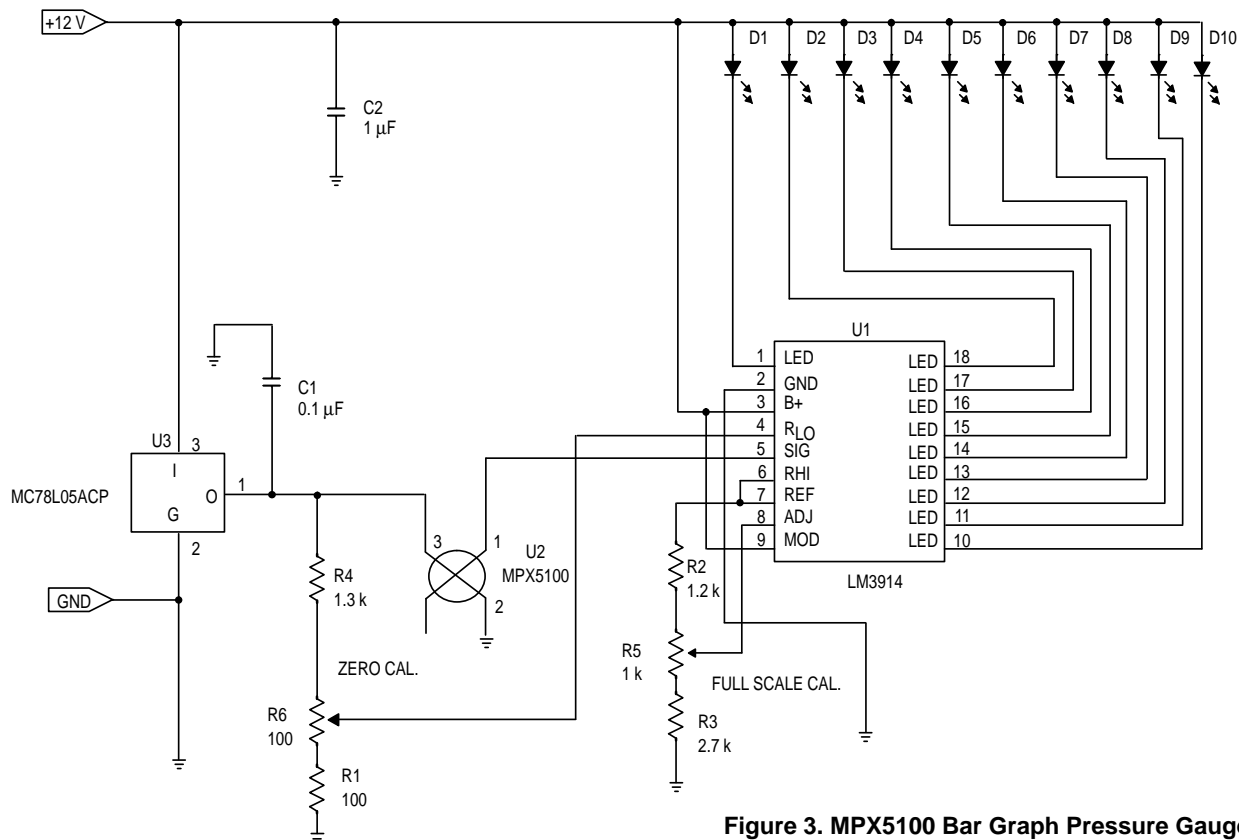 +12 V
D1 D2 D3 D4 D5 D6 D7 D8 D9 D10
C2
1 µF
U1
1 LED LED 18
2 GND LED 17
3 B+ LED 16
4 RLO LED 15
5 SIG LED 14
6 RHI LED 13
7 REF LED 12
8 ADJ LED 11
9 MOD LED 10
LM3914
C1
0.1 µF
U3 3
I
MC78L05ACP O 1
G
2
GND
R4
1.3 k
3 1 U2
MPX5100
2
ZERO CAL.
R6
100
R1
100
R2
1.2 k
R5
1 k
FULL SCALE CAL.
R3
2.7 k
Figure 3. MPX5100 Bar Graph Pressure Gauge